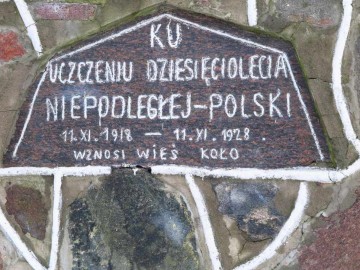 KU
UCZCZENIU DZIESIĘCIOLECIA
NIEPODLEGŁEJ-POLSKI
11.XI.1918 — 11.XI.1928.
WZNOSI WIEŚ KOŁO